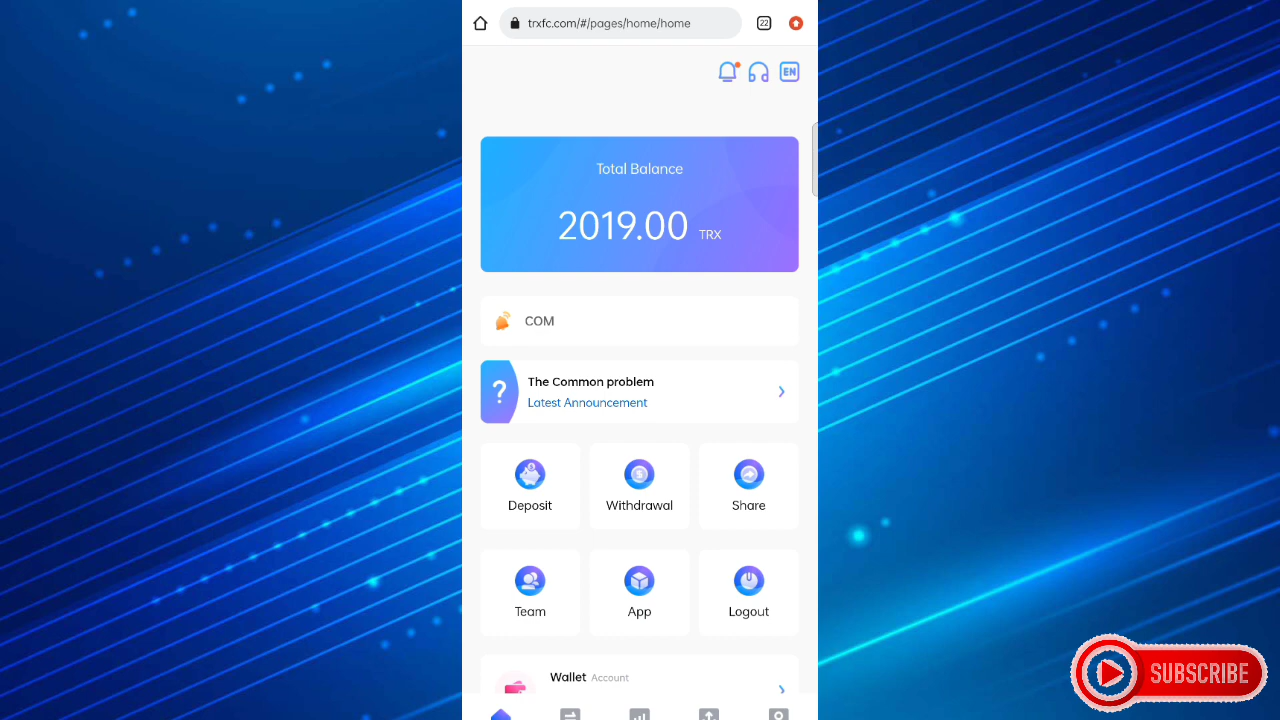 trxfc.com/#/pages/home/home
22
EN
Total Balance
2019.00 TRX
COM
?
The Common problem
Latest Announcement
Deposit
Withdrawal
Share
Team
App
Logout
Wallet Account
SUBSCRIBE